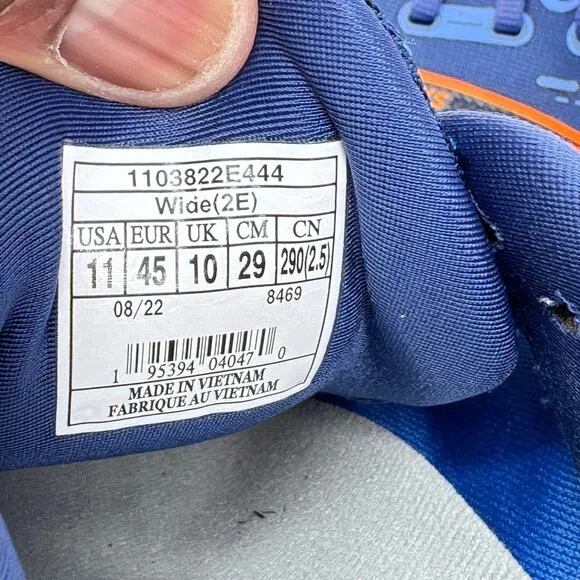 1103822E444
Wide(2E)
USA EUR UK CM CN
11 45 10 29 290(2.5)
08/22 8469
1 95394 04047 0
MADE IN VIETNAM
FABRIQUE AU VIETNAM